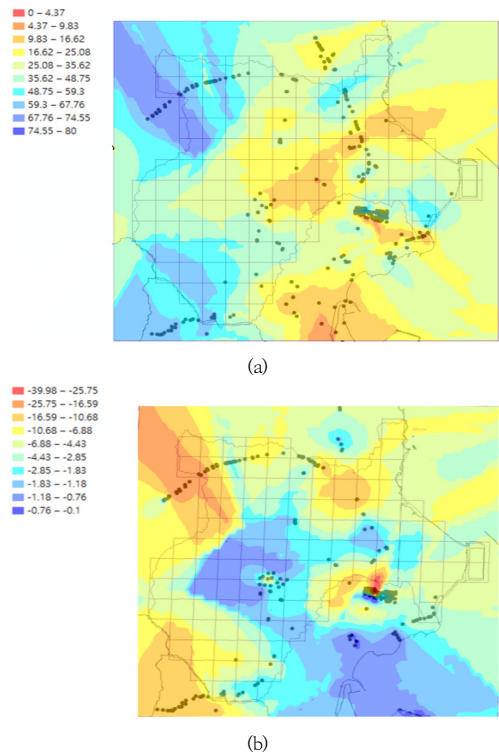 0 – 4.37
4.37 – 9.83
9.83 – 16.62
16.62 – 25.08
25.08 – 35.62
35.62 – 48.75
48.75 – 59.3
59.3 – 67.76
67.76 – 74.55
74.55 – 80
(a)
-39.98 – -25.75
-25.75 – -16.59
-16.59 – -10.68
-10.68 – -6.88
-6.88 – -4.43
-4.43 – -2.85
-2.85 – -1.83
-1.83 – -1.18
-1.18 – -0.76
-0.76 – -0.1
(b)